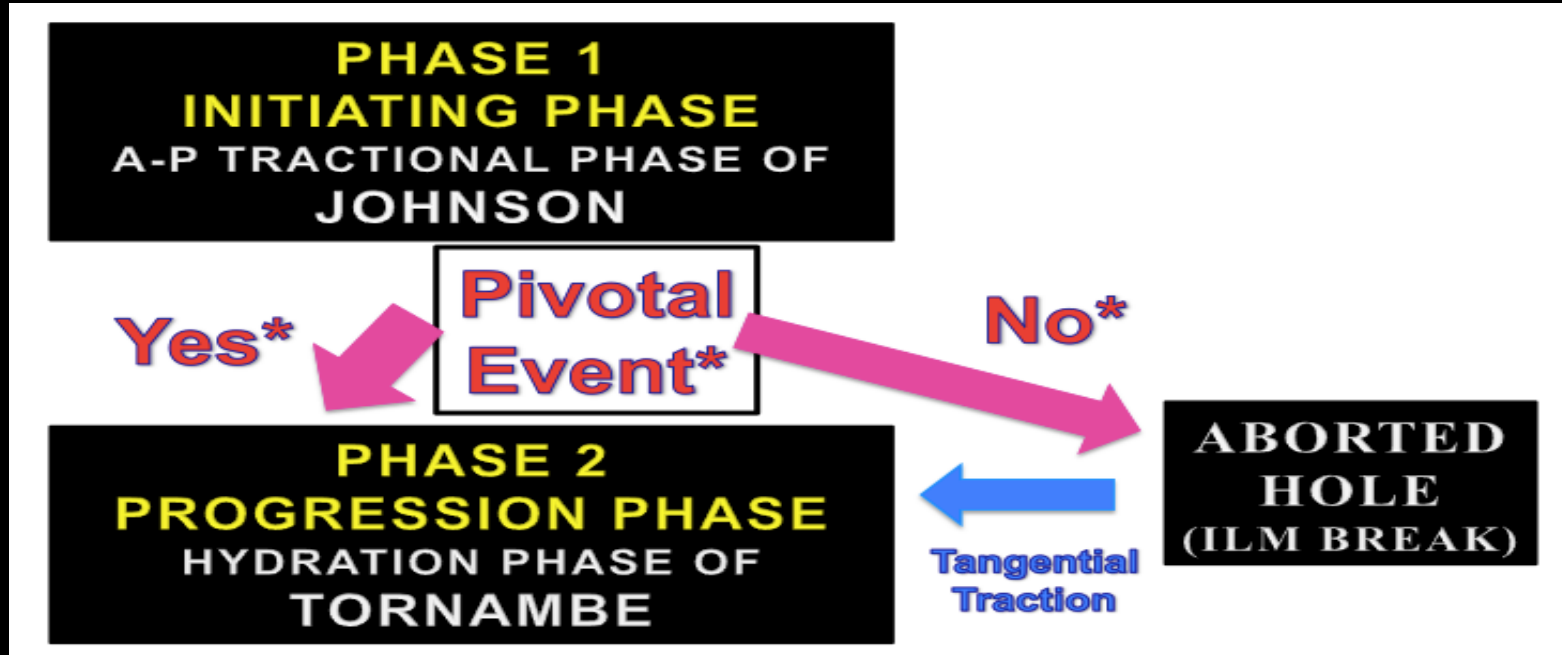 PHASE 1
INITIATING PHASE
A-P TRACTIONAL PHASE OF
JOHNSON
Pivotal
Event*
Yes*
No*
PHASE 2
PROGRESSION PHASE
HYDRATION PHASE OF
TORNAMBE
ABORTED
HOLE
(ILM BREAK)
Tangential
Traction